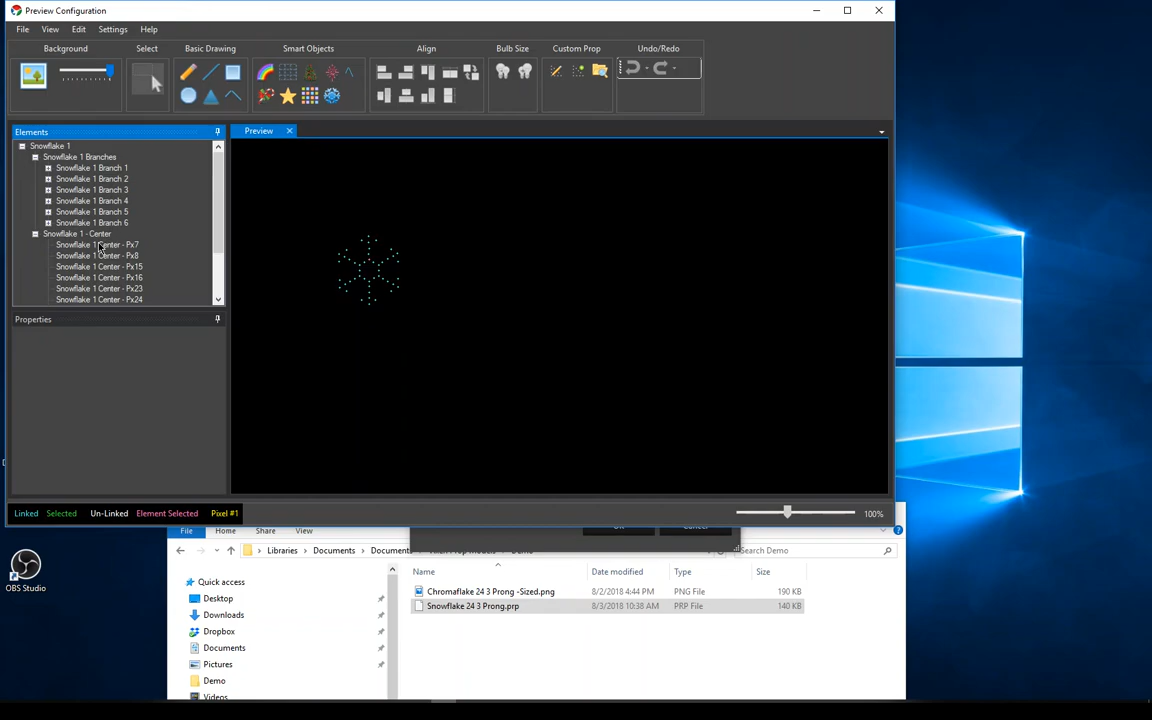 Preview Configuration
File View Edit Settings Help
Background Select Basic Drawing Smart Objects Align Bulb Size Custom Prop Undo/Redo
Elements
Preview
Snowflake 1
Snowflake 1 Branches
Snowflake 1 Branch 1
Snowflake 1 Branch 2
Snowflake 1 Branch 3
Snowflake 1 Branch 4
Snowflake 1 Branch 5
Snowflake 1 Branch 6
Snowflake 1 - Center
Snowflake 1 Center - Px7
Snowflake 1 Center - Px8
Snowflake 1 Center - Px15
Snowflake 1 Center - Px16
Snowflake 1 Center - Px23
Snowflake 1 Center - Px24
Properties
Linked Selected Un-Linked Element Selected Pixel #1
100%
File Home Share View
Libraries Documents Document Demo
Search Demo
Name Date modified Type Size
Quick access
Desktop
Downloads
Dropbox
Documents
Pictures
Demo
Videos
Chromaflake 24 3 Prong -Sized.png 8/2/2018 4:44 PM PNG File 190 KB
Snowflake 24 3 Prong.prp 8/3/2018 10:38 AM PRP File 140 KB
OBS Studio